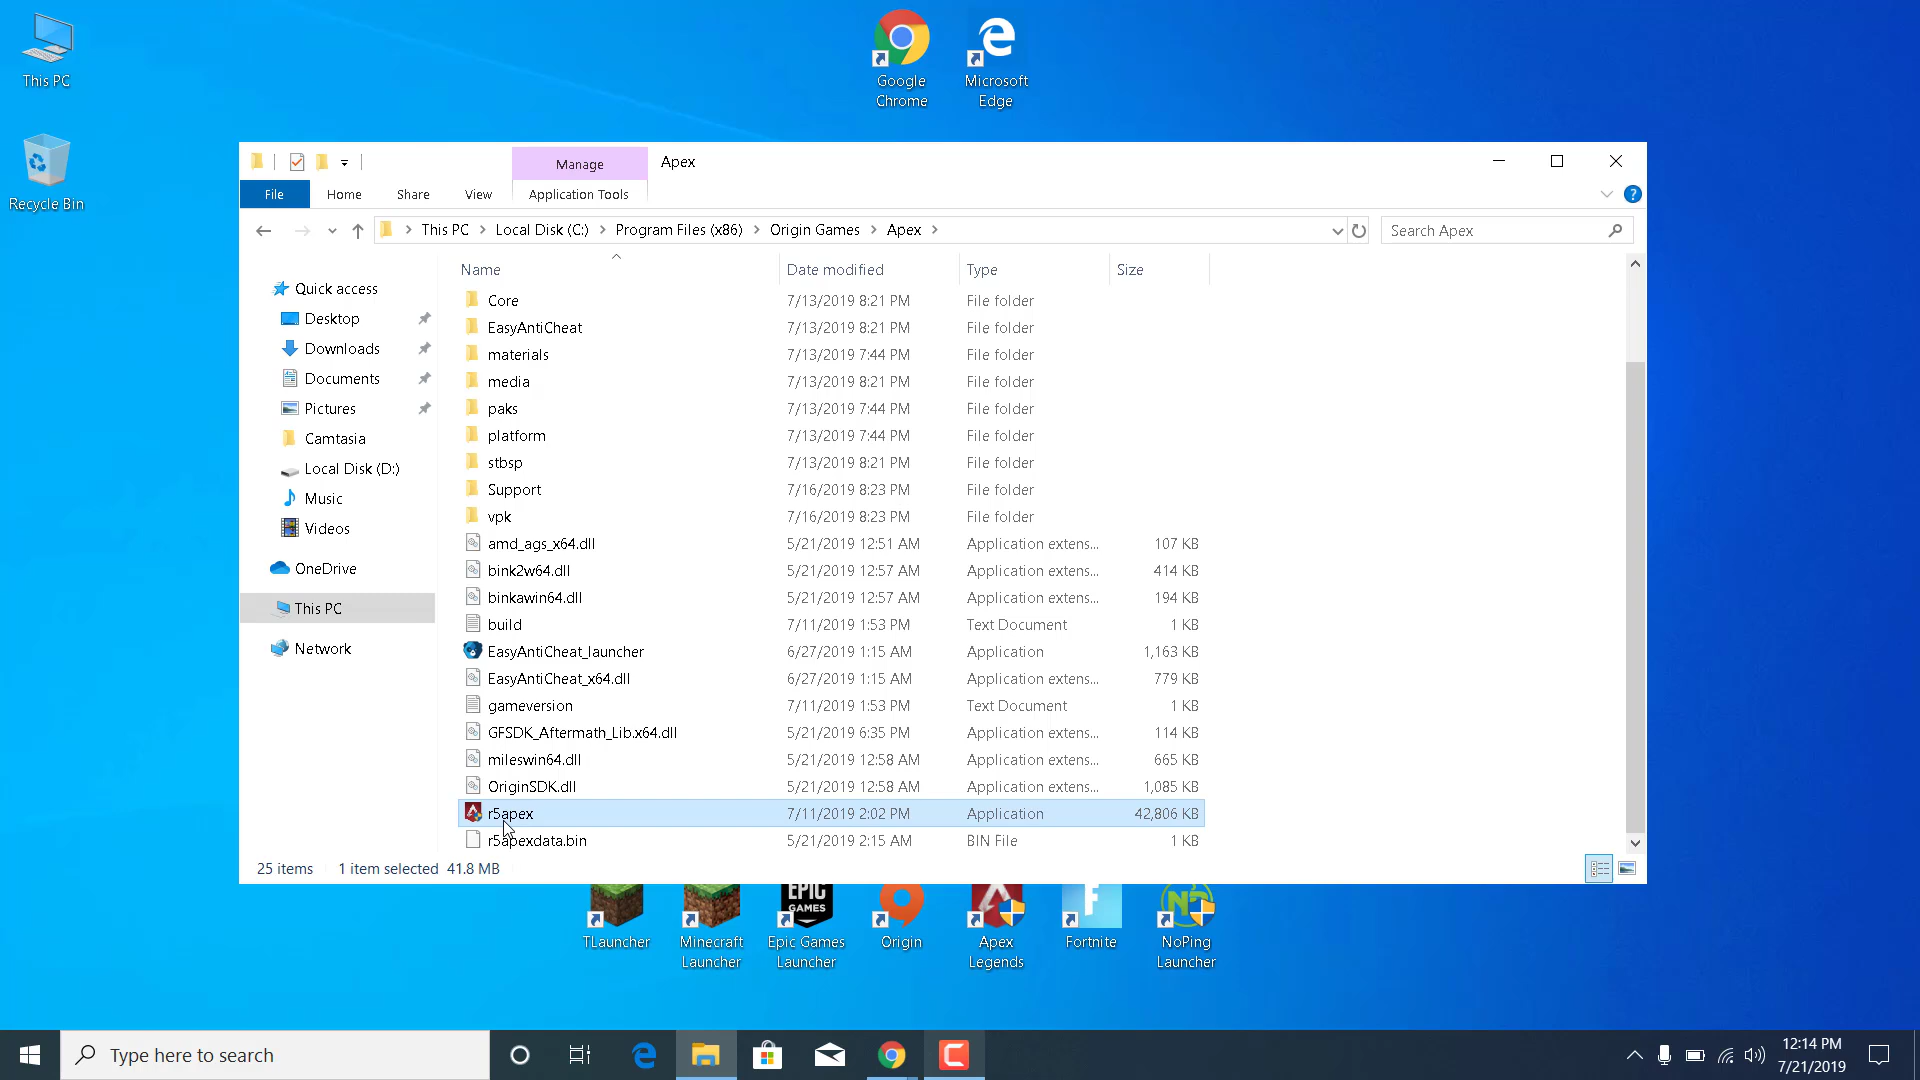 This PC
Recycle Bin
Google
Chrome
Microsoft
Edge
Manage
Apex
File
Home
Share
View
Application Tools
This PC
Local Disk (C:)
Program Files (x86)
Origin Games
Apex
Search Apex
Name
Date modified
Type
Size
Quick access
Desktop
Downloads
Documents
Pictures
Camtasia
Local Disk (D:)
Music
Videos
OneDrive
This PC
Network
Core 7/13/2019 8:21 PM File folder
EasyAntiCheat 7/13/2019 8:21 PM File folder
materials 7/13/2019 7:44 PM File folder
media 7/13/2019 8:21 PM File folder
paks 7/13/2019 7:44 PM File folder
platform 7/13/2019 7:44 PM File folder
stbsp 7/13/2019 8:21 PM File folder
Support 7/16/2019 8:23 PM File folder
vpk 7/16/2019 8:23 PM File folder
amd_ags_x64.dll 5/21/2019 12:51 AM Application extens... 107 KB
bink2w64.dll 5/21/2019 12:57 AM Application extens... 414 KB
binkawin64.dll 5/21/2019 12:57 AM Application extens... 194 KB
build 7/11/2019 1:53 PM Text Document 1 KB
EasyAntiCheat_launcher 6/27/2019 1:15 AM Application 1,163 KB
EasyAntiCheat_x64.dll 6/27/2019 1:15 AM Application extens... 779 KB
gameversion 7/11/2019 1:53 PM Text Document 1 KB
GFSDK_Aftermath_Lib.x64.dll 5/21/2019 6:35 PM Application extens... 114 KB
mileswin64.dll 5/21/2019 12:58 AM Application extens... 665 KB
OriginSDK.dll 5/21/2019 12:58 AM Application extens... 1,085 KB
r5apex 7/11/2019 2:02 PM Application 42,806 KB
r5apexdata.bin 5/21/2019 2:15 AM BIN File 1 KB
25 items
1 item selected 41.8 MB
EPIC
GAMES
TLauncher
Minecraft
Launcher
Epic Games
Launcher
Origin
Apex
Legends
Fortnite
NoPing
Launcher
Type here to search
12:14 PM
7/21/2019